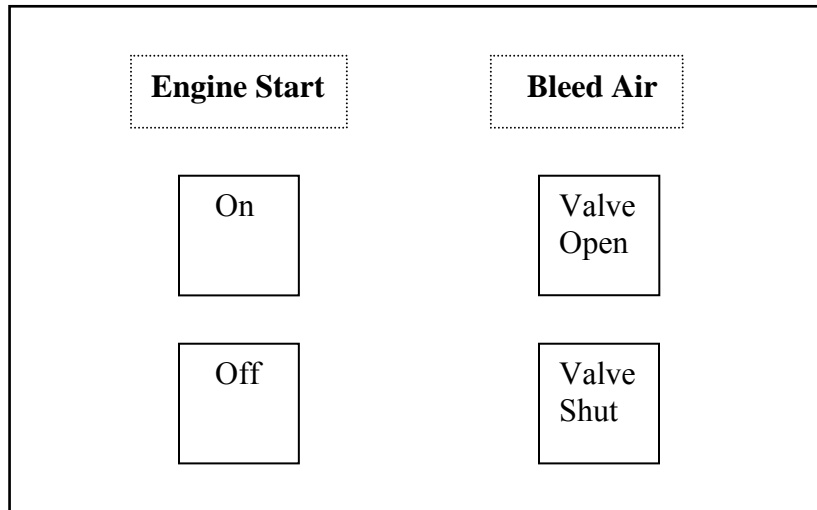 Engine Start
Bleed Air
On
Valve
Open
Off
Valve
Shut